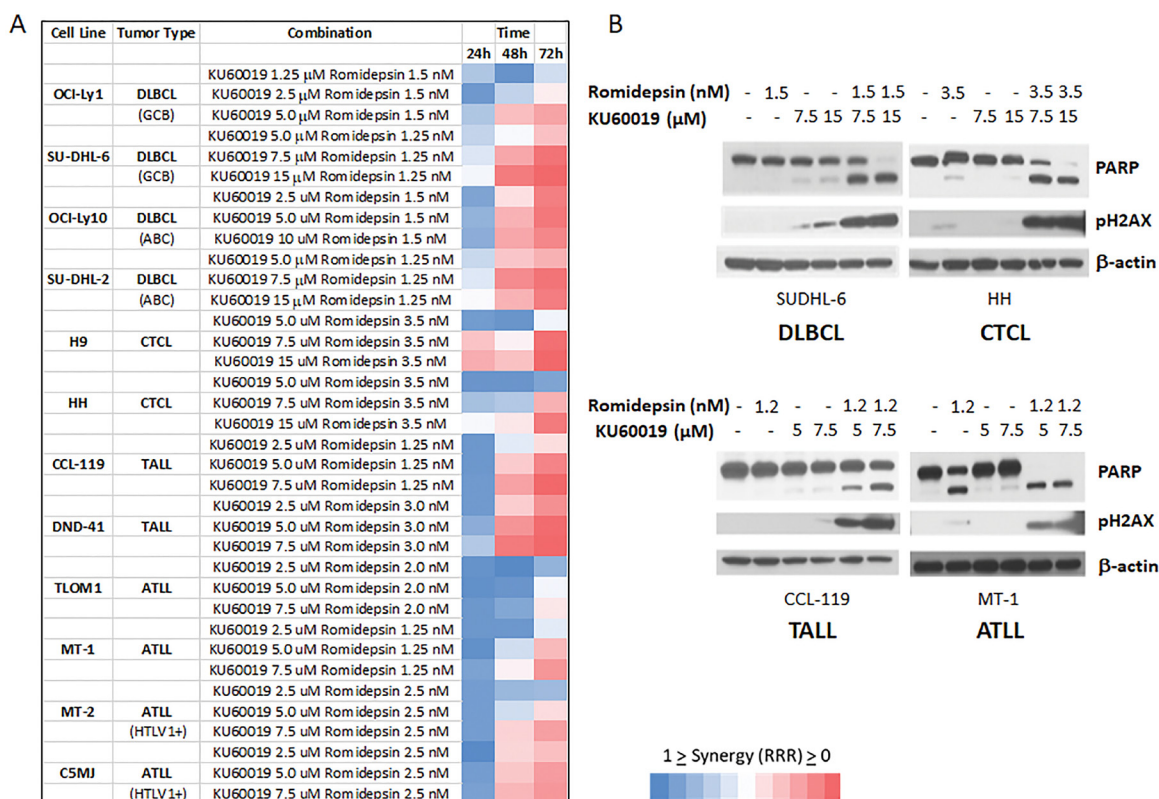 A
Cell Line Tumor Type Combination Time
24h 48h 72h
KU60019 1.25 µM Romidepsin 1.5 nM
OCI-Ly1 DLBCL KU60019 2.5 µM Romidepsin 1.5 nM
(GCB) KU60019 5.0 µM Romidepsin 1.5 nM
KU60019 5.0 µM Romidepsin 1.25 nM
SU-DHL-6 DLBCL KU60019 7.5 µM Romidepsin 1.25 nM
(GCB) KU60019 15 µM Romidepsin 1.25 nM
KU60019 2.5 µM Romidepsin 1.5 nM
OCI-Ly10 DLBCL KU60019 5.0 µM Romidepsin 1.5 nM
(ABC) KU60019 10 uM Romidepsin 1.5 nM
KU60019 5.0 µM Romidepsin 1.25 nM
SU-DHL-2 DLBCL KU60019 7.5 µM Romidepsin 1.25 nM
(ABC) KU60019 15 µM Romidepsin 1.25 nM
KU60019 5.0 uM Romidepsin 3.5 nM
H9 CTCL KU60019 7.5 uM Romidepsin 3.5 nM
KU60019 15 uM Romidepsin 3.5 nM
KU60019 5.0 uM Romidepsin 3.5 nM
HH CTCL KU60019 7.5 uM Romidepsin 3.5 nM
KU60019 15 uM Romidepsin 3.5 nM
KU60019 2.5 uM Romidepsin 1.25 nM
CCL-119 TALL KU60019 5.0 uM Romidepsin 1.25 nM
KU60019 7.5 uM Romidepsin 1.25 nM
KU60019 2.5 uM Romidepsin 3.0 nM
DND-41 TALL KU60019 5.0 uM Romidepsin 3.0 nM
KU60019 7.5 uM Romidepsin 3.0 nM
KU60019 2.5 uM Romidepsin 2.0 nM
TLOM1 ATLL KU60019 5.0 uM Romidepsin 2.0 nM
KU60019 7.5 uM Romidepsin 2.0 nM
KU60019 2.5 uM Romidepsin 1.25 nM
MT-1 ATLL KU60019 5.0 uM Romidepsin 1.25 nM
KU60019 7.5 uM Romidepsin 1.25 nM
KU60019 2.5 uM Romidepsin 2.5 nM
MT-2 ATLL KU60019 5.0 uM Romidepsin 2.5 nM
(HTLV1+) KU60019 7.5 uM Romidepsin 2.5 nM
KU60019 2.5 uM Romidepsin 2.5 nM
C5MJ ATLL KU60019 5.0 uM Romidepsin 2.5 nM
(HTLV1+) KU60019 7.5 uM Romidepsin 2.5 nM
B
Romidepsin (nM) - 1.5 - - 1.5 1.5 - 3.5 - - 3.5 3.5
KU60019 (µM) - - 7.5 15 7.5 15 - - 7.5 15 7.5 15
PARP
pH2AX
β-actin
SUDHL-6 HH
DLBCL CTCL
Romidepsin (nM) - 1.2 - - 1.2 1.2 - 1.2 - - 1.2 1.2
KU60019 (µM) - - 5 7.5 5 7.5 - - 5 7.5 5 7.5
PARP
pH2AX
β-actin
CCL-119 MT-1
TALL ATLL
1 ≥ Synergy (RRR) ≥ 0